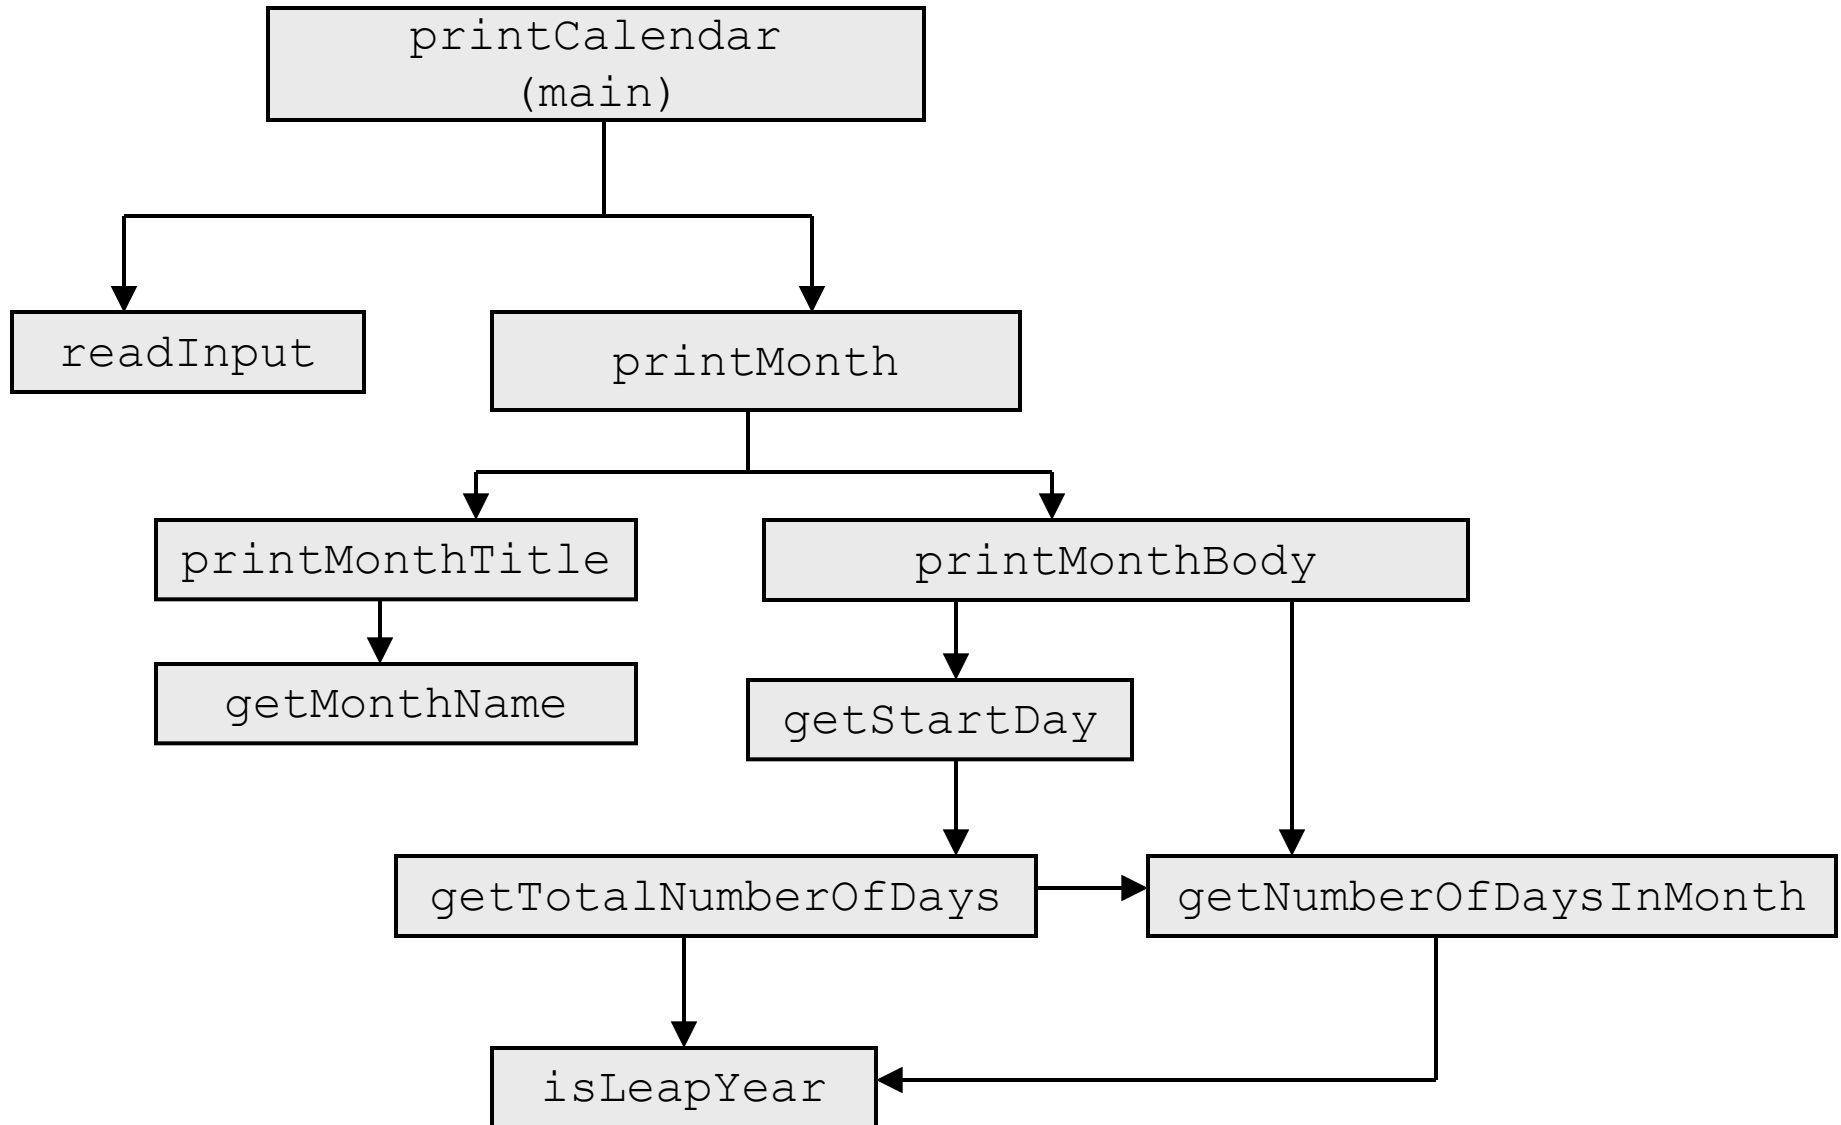 printCalendar
(main)
readInput
printMonth
printMonthTitle
printMonthBody
getMonthName
getStartDay
getTotalNumberOfDays
getNumberOfDaysInMonth
isLeapYear